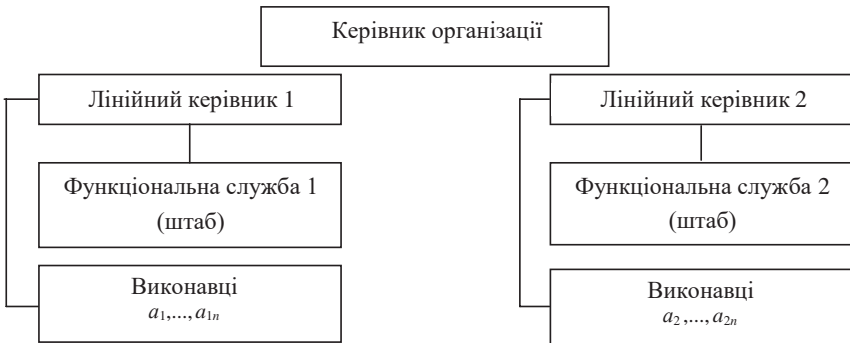 Керівник організації
Лінійний керівник 1
Лінійний керівник 2
Функціональна служба 1
(штаб)
Функціональна служба 2
(штаб)
Виконавці
a₁,...,a₁ₙ
Виконавці
a₂,...,a₂ₙ